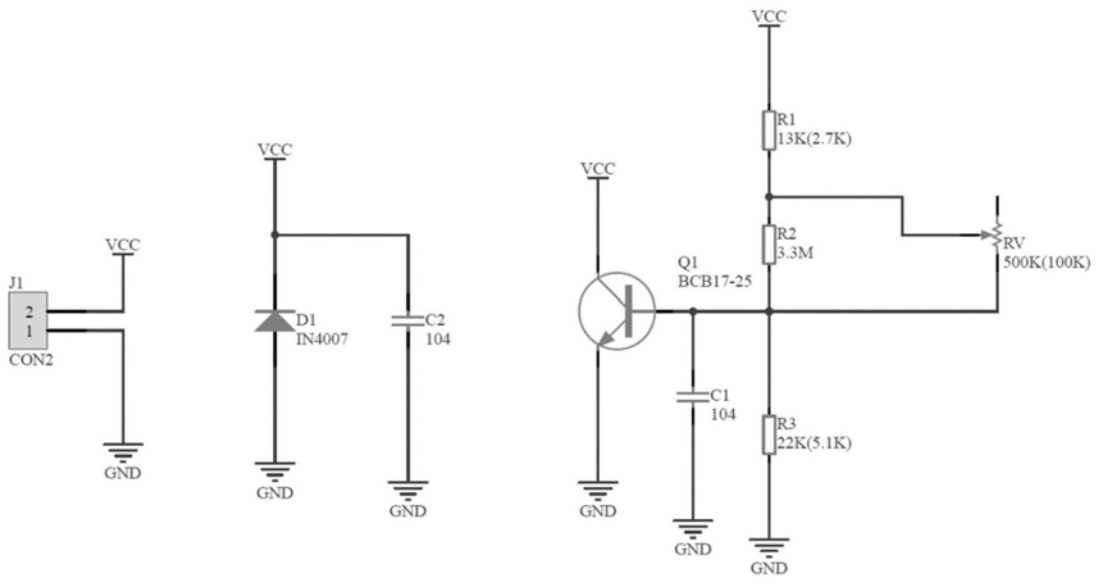 J1
2
1
CON2
VCC
GND
VCC
D1
IN4007
GND
C2
104
GND
VCC
Q1
BCB17-25
GND
C1
104
GND
VCC
R1
13K(2.7K)
R2
3.3M
RV
500K(100K)
R3
22K(5.1K)
GND